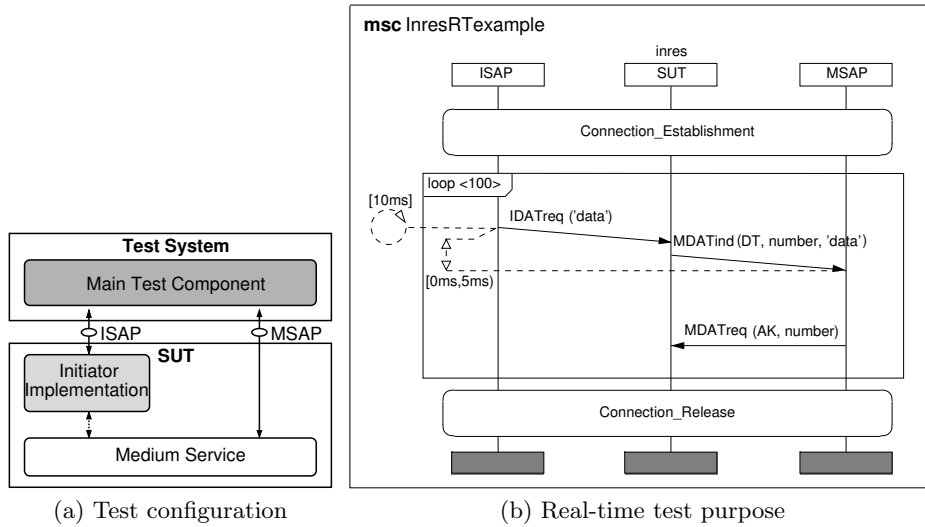 Test System
Main Test Component
ISAP
MSAP
SUT
Initiator
Implementation
Medium Service
(a) Test configuration
msc InresRTexample
inres
ISAP
SUT
MSAP
Connection_Establishment
loop <100>
[10ms]
IDATreq ('data')
MDATind (DT, number, 'data')
[0ms,5ms)
MDATreq (AK, number)
Connection_Release
(b) Real-time test purpose